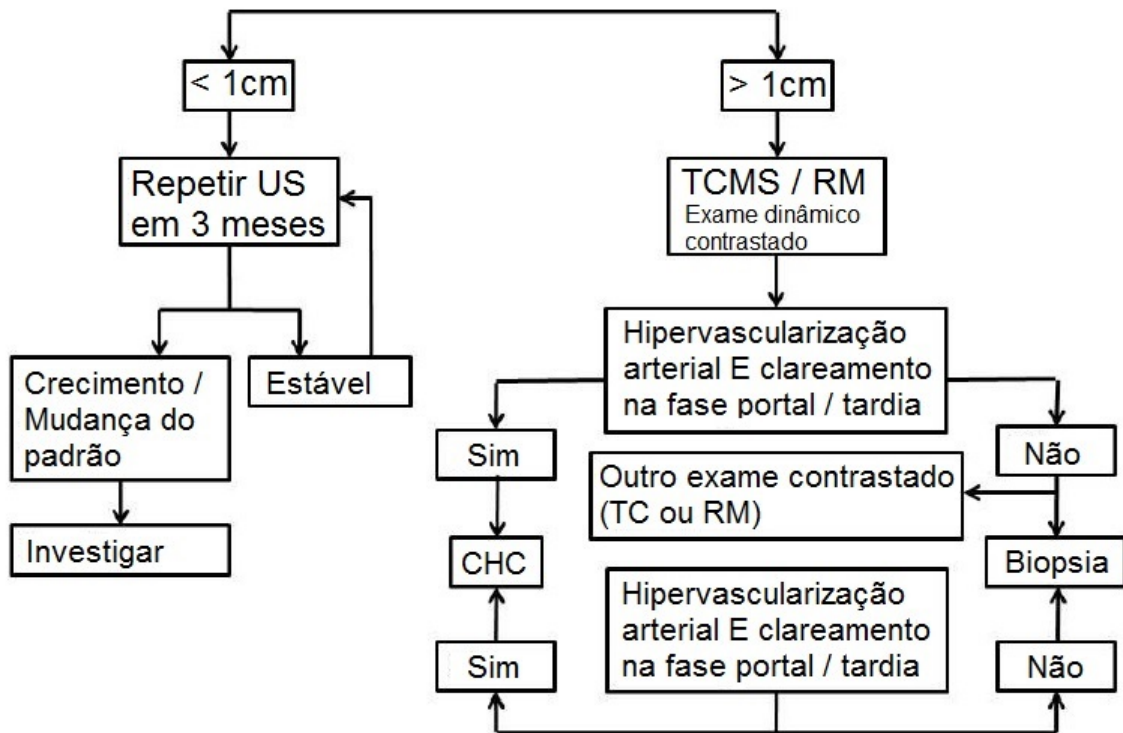 < 1cm
> 1cm
Repetir US
em 3 meses
TCMS / RM
Exame dinâmico
contrastado
Crecimento /
Mudança do
padrão
Estável
Investigar
Hipervascularização
arterial E clareamento
na fase portal / tardia
Sim
Não
Outro exame contrastado
(TC ou RM)
CHC
Biopsia
Hipervascularização
arterial E clareamento
na fase portal / tardia
Sim
Não